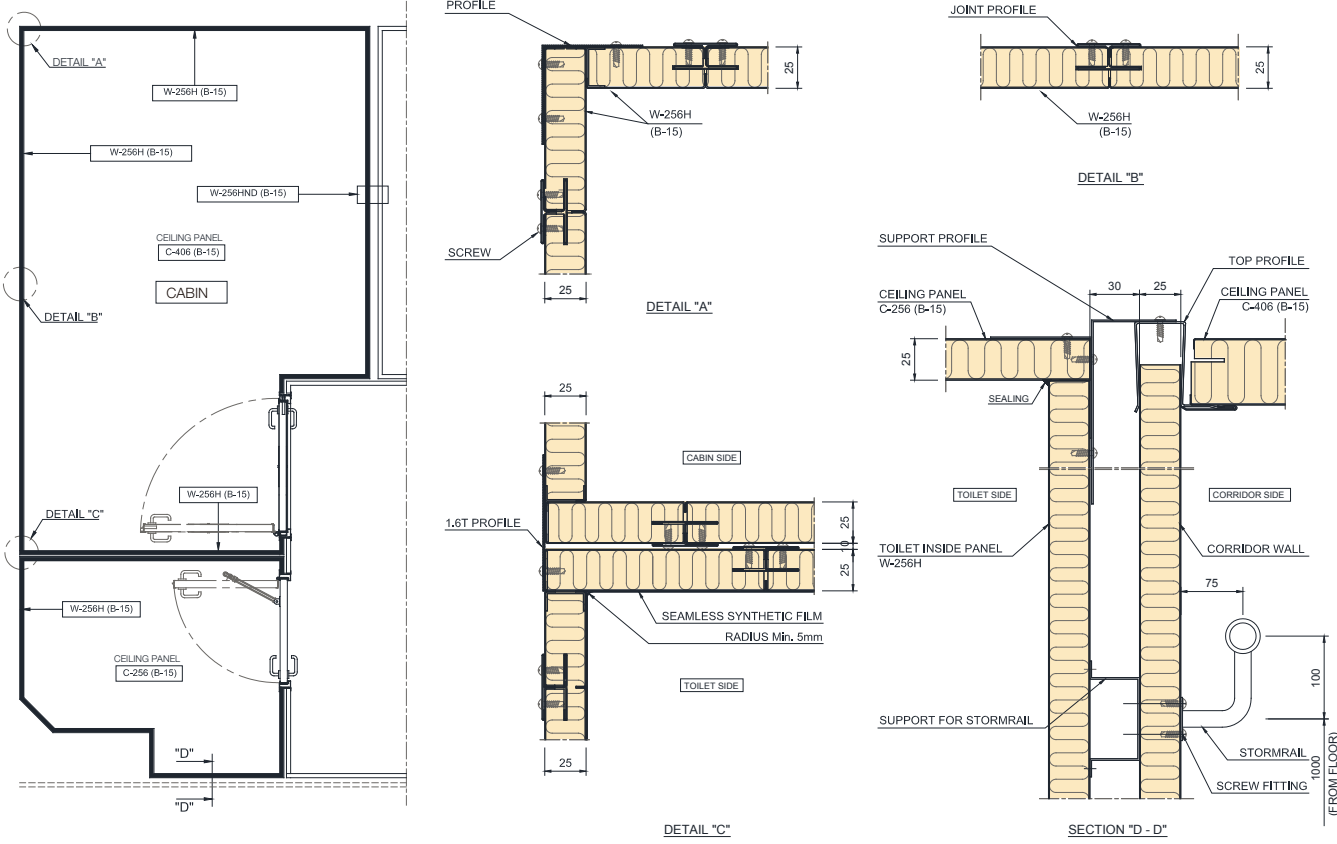 DETAIL "A"
W-256H (B-15)
W-256H (B-15)
W-256HND (B-15)
CEILING PANEL
C-406 (B-15)
CABIN
DETAIL "B"
W-256H (B-15)
DETAIL "C"
W-256H (B-15)
CEILING PANEL
C-256 (B-15)
"D"
"D"
PROFILE
25
W-256H
(B-15)
SCREW
25
DETAIL "A"
JOINT PROFILE
25
W-256H
(B-15)
DETAIL "B"
25
CABIN SIDE
1.6T PROFILE
25
10
25
SEAMLESS SYNTHETIC FILM
RADIUS Min. 5mm
TOILET SIDE
25
DETAIL "C"
SUPPORT PROFILE
TOP PROFILE
30
25
CEILING PANEL
C-256 (B-15)
CEILING PANEL
C-406 (B-15)
25
SEALING
TOILET SIDE
CORRIDOR SIDE
TOILET INSIDE PANEL
W-256H
CORRIDOR WALL
75
100
SUPPORT FOR STORMRAIL
STORMRAIL
SCREW FITTING
1000
(FROM FLOOR)
SECTION "D - D"